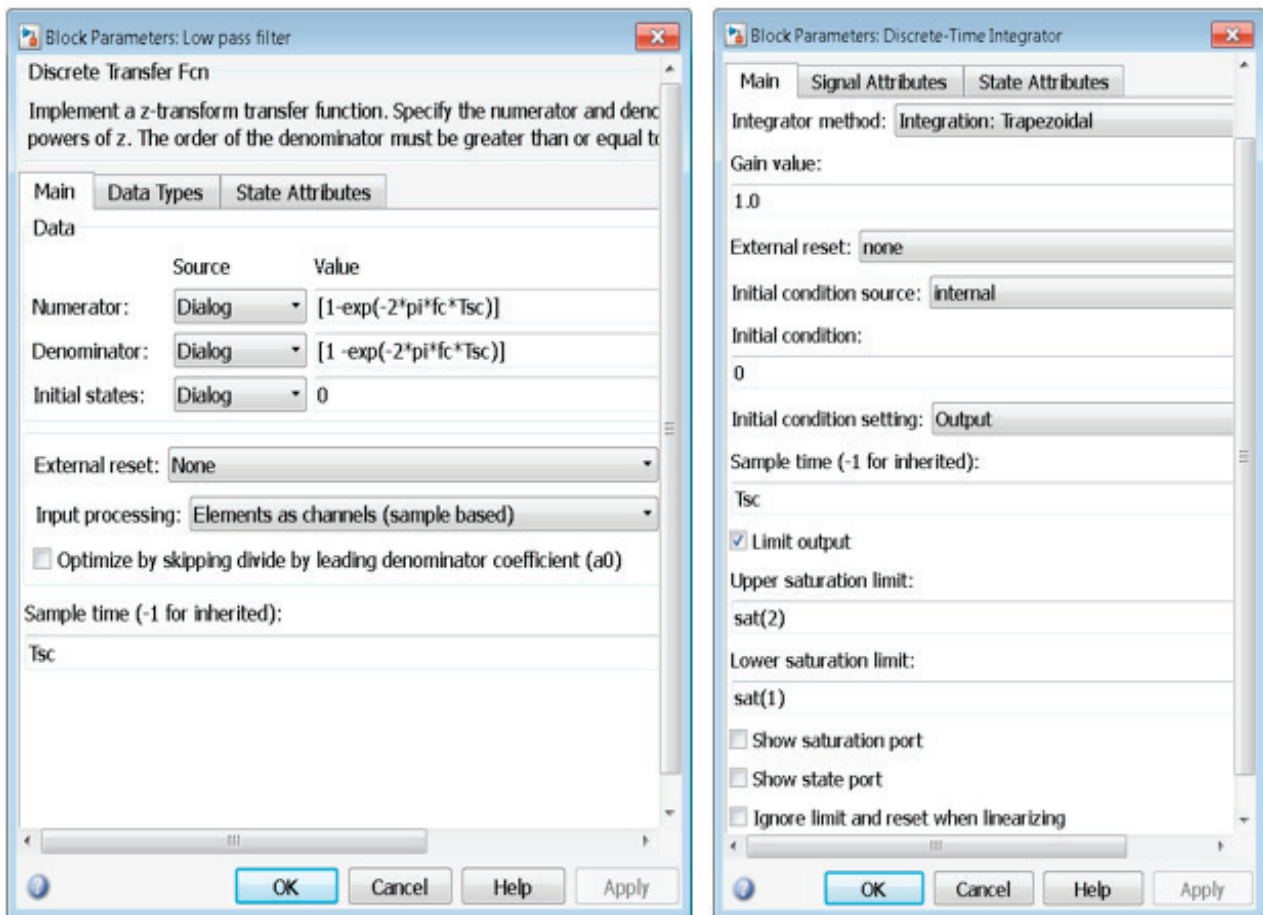 Block Parameters: Low pass filter
Discrete Transfer Fcn
Implement a z-transform transfer function. Specify the numerator and denc
powers of z. The order of the denominator must be greater than or equal to
Main Data Types State Attributes
Data
Source Value
Numerator: Dialog [1-exp(-2*pi*fc*Tsc)]
Denominator: Dialog [1 -exp(-2*pi*fc*Tsc)]
Initial states: Dialog 0
External reset: None
Input processing: Elements as channels (sample based)
Optimize by skipping divide by leading denominator coefficient (a0)
Sample time (-1 for inherited):
Tsc
OK Cancel Help Apply
Block Parameters: Discrete-Time Integrator
Main Signal Attributes State Attributes
Integrator method: Integration: Trapezoidal
Gain value:
1.0
External reset: none
Initial condition source: internal
Initial condition:
0
Initial condition setting: Output
Sample time (-1 for inherited):
Tsc
Limit output
Upper saturation limit:
sat(2)
Lower saturation limit:
sat(1)
Show saturation port
Show state port
Ignore limit and reset when linearizing
OK Cancel Help Apply